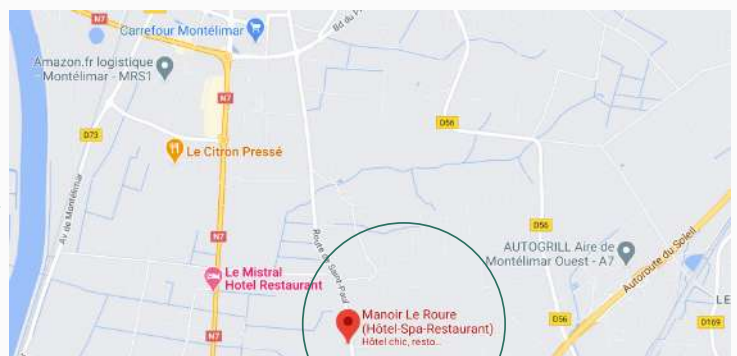 N7
Carrefour Montélimar
Bd du P
Amazon.fr logistique
- Montélimar - MRS1
N7
D56
D73
Le Citron Pressé
Av de Montélimar
N7
Route de Saint-Paul
D56
AUTOGRILL Aire de
Montélimar Ouest - A7
Autoroute du Soleil
Le Mistral
Hotel Restaurant
LE
Manoir Le Roure
(Hôtel-Spa-Restaurant)
Hôtel chic, resto...
N7
D56
D169